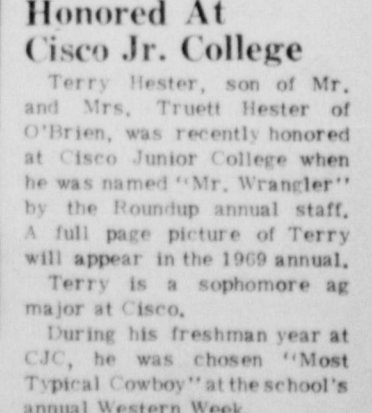 Honored At
Cisco Jr. College
Terry Hester, son of Mr.
and Mrs. Truett Hester of
O'Brien, was recently honored
at Cisco Junior College when
he was named "Mr. Wrangler"
by the Roundup annual staff.
A full page picture of Terry
will appear in the 1969 annual.
Terry is a sophomore ag
major at Cisco.
During his freshman year at
CJC, he was chosen "Most
Typical Cowboy" at the school's
annual Western Week